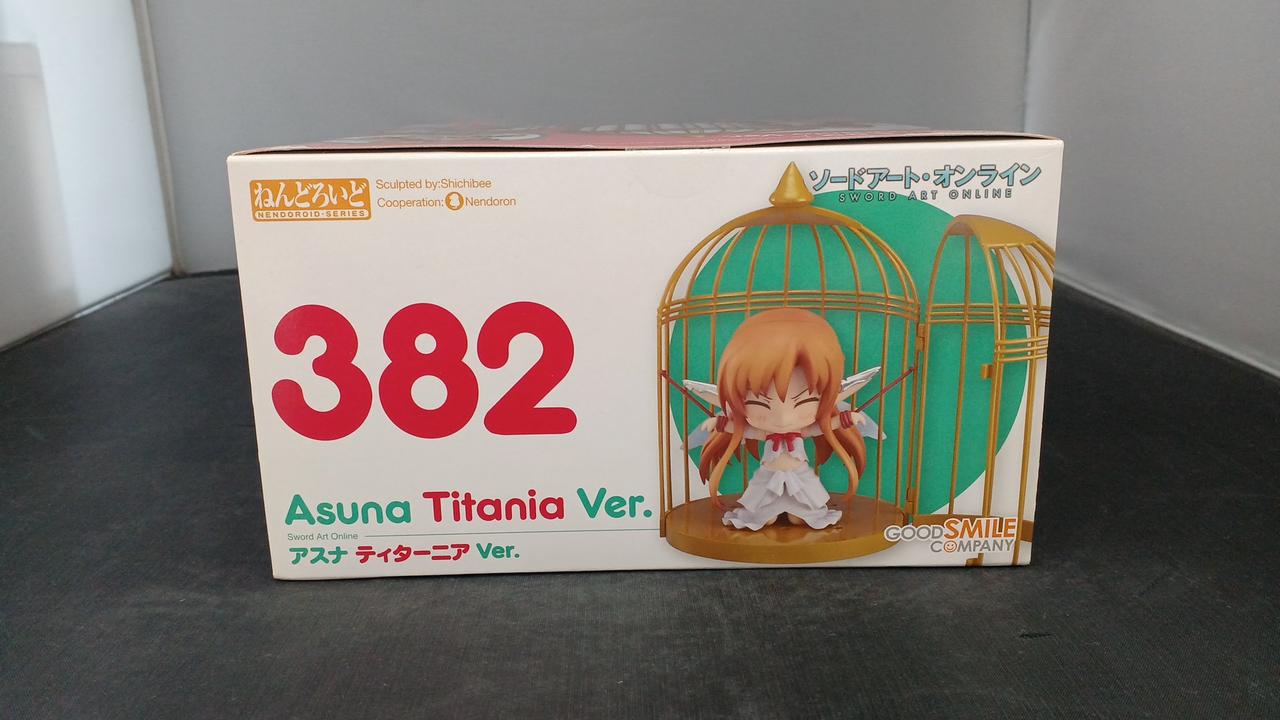 ねんどろいど
NENDOROID-SERIES
Sculpted by:Shichibee
Cooperation: Nendoron
ソードアート・オンライン
SWORD ART ONLINE
382
Asuna Titania Ver.
Sword Art Online
アスナ ティターニア Ver.
GOODSMILE
COMPANY